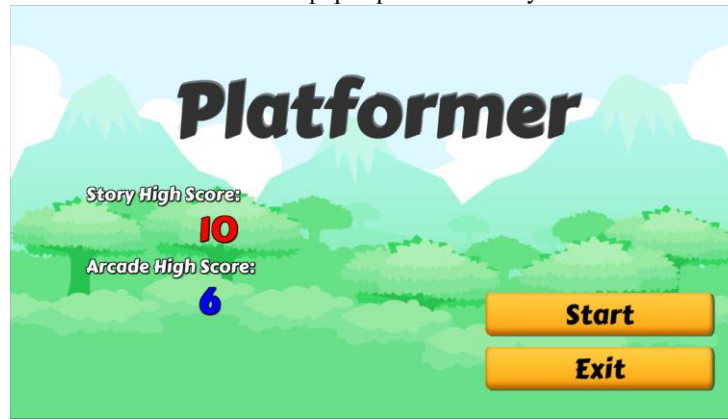 Platformer
Story High Score:
10
Arcade High Score:
6
Start
Exit